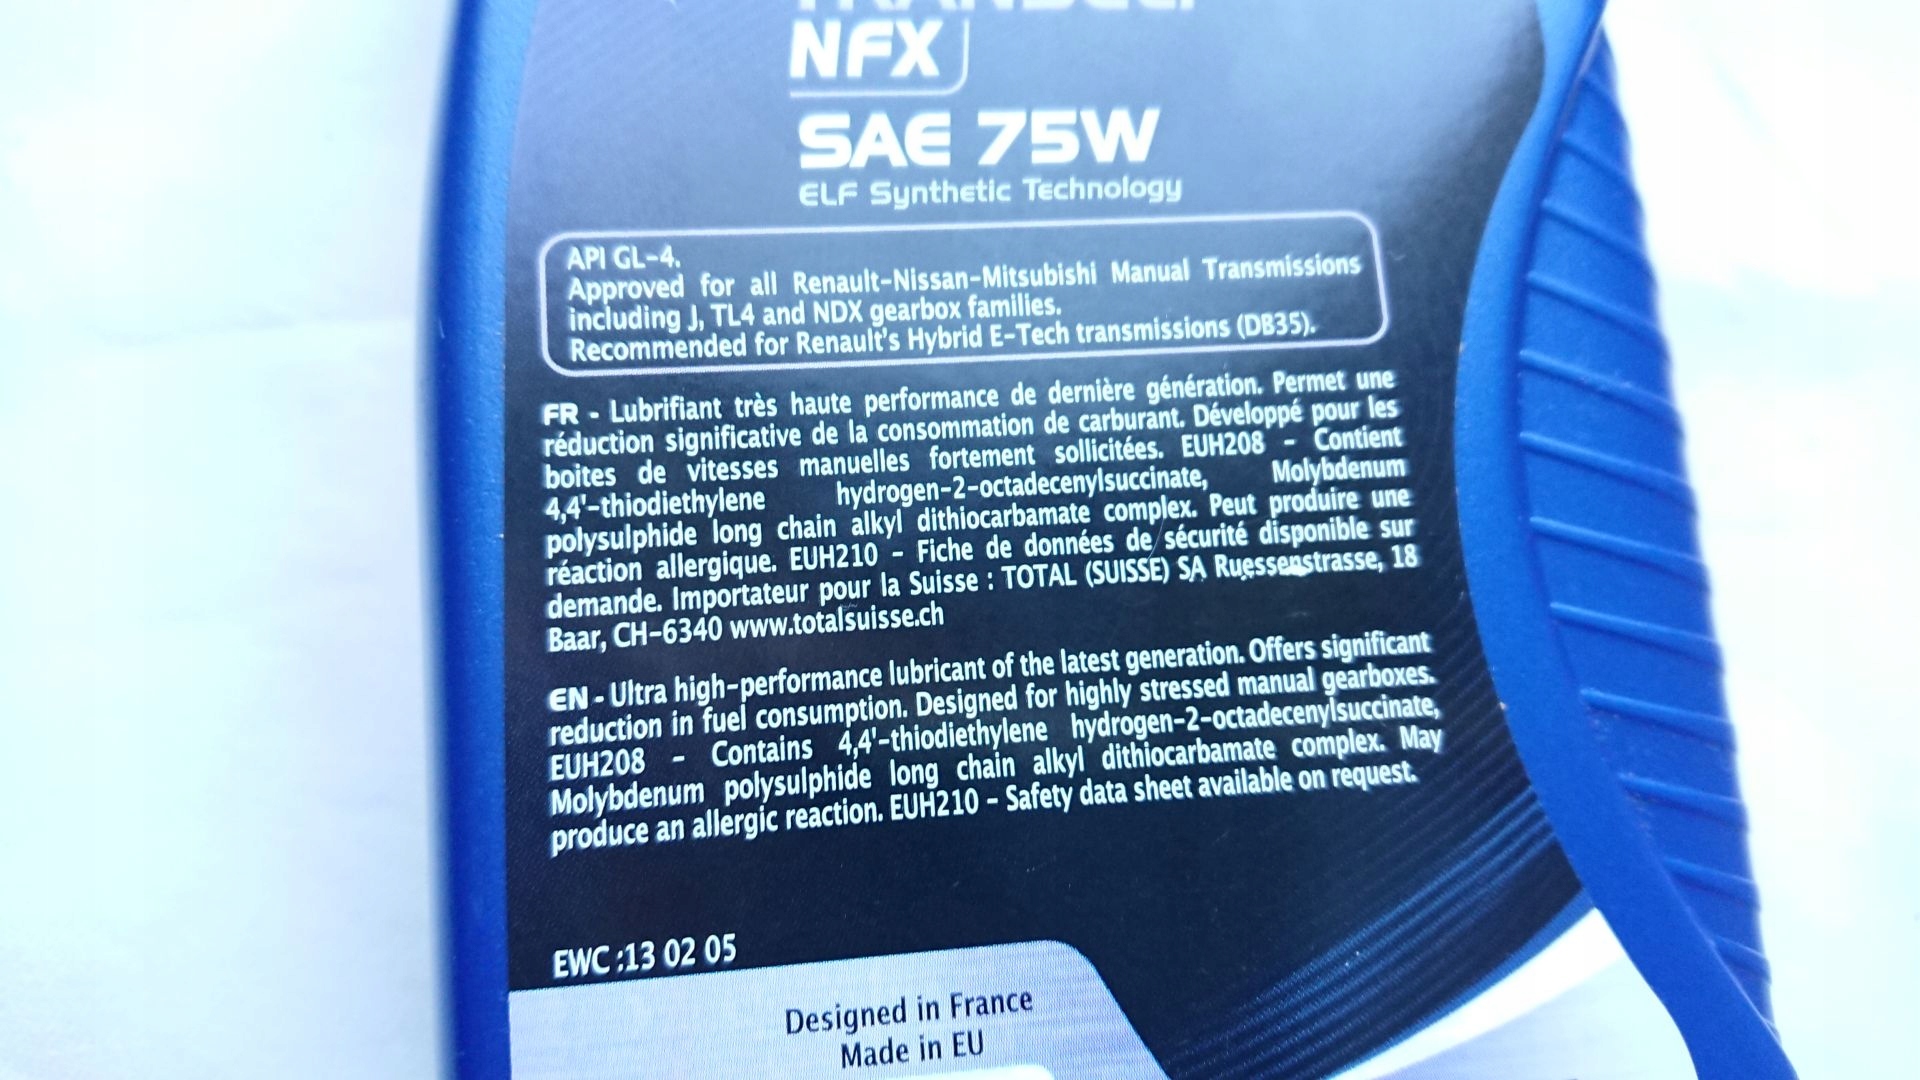 NFX
SAE 75W
ELF Synthetic Technology
API GL-4.
Approved for all Renault-Nissan-Mitsubishi Manual Transmissions
including J, TL4 and NDX gearbox families.
Recommended for Renault's Hybrid E-Tech transmissions (DB35).
FR - Lubrifiant très haute performance de dernière génération. Permet une
réduction significative de la consommation de carburant. Développé pour les
boites de vitesses manuelles fortement sollicitées. EUH208 - Contient
4,4'-thiodiethylene hydrogen-2-octadecenylsuccinate, Molybdenum
polysulphide long chain alkyl dithiocarbamate complex. Peut produire une
réaction allergique. EUH210 - Fiche de données de sécurité disponible sur
demande. Importateur pour la Suisse : TOTAL (SUISSE) SA Ruessenstrasse, 18
Baar, CH-6340 www.totalsuisse.ch
EN - Ultra high-performance lubricant of the latest generation. Offers significant
reduction in fuel consumption. Designed for highly stressed manual gearboxes.
EUH208 - Contains 4,4'-thiodiethylene hydrogen-2-octadecenylsuccinate,
Molybdenum polysulphide long chain alkyl dithiocarbamate complex. May
produce an allergic reaction. EUH210 - Safety data sheet available on request.
EWC :13 02 05
Designed in France
Made in EU